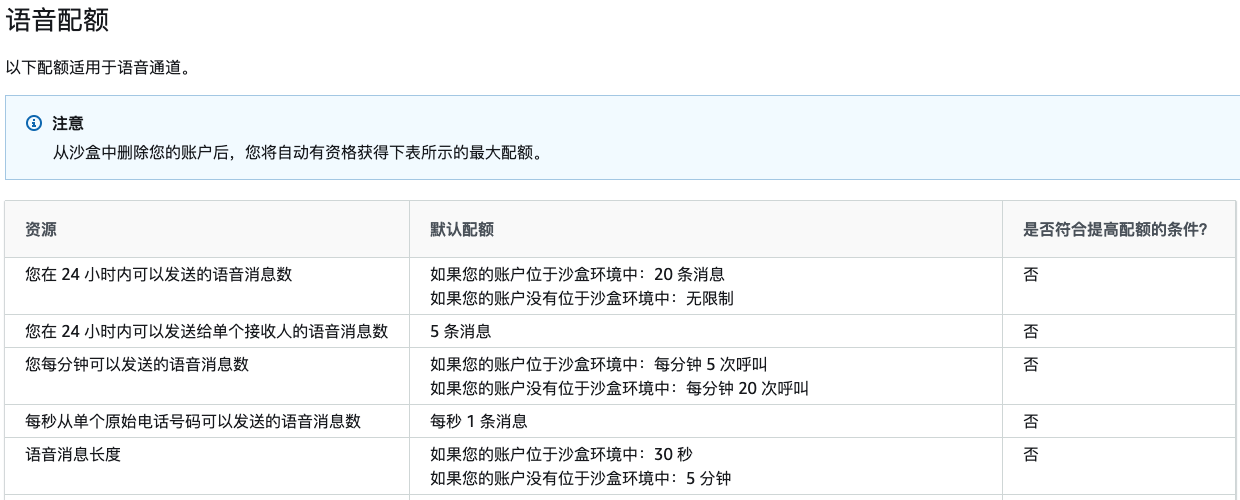 语音配额
以下配额适用于语音通道。
注意
从沙盒中删除您的账户后，您将自动有资格获得下表所示的最大配额。
资源 默认配额 是否符合提高配额的条件?
您在 24 小时内可以发送的语音消息数 如果您的账户位于沙盒环境中：20 条消息 否
如果您的账户没有位于沙盒环境中：无限制
您在 24 小时内可以发送给单个接收人的语音消息数 5 条消息 否
您每分钟可以发送的语音消息数 如果您的账户位于沙盒环境中：每分钟 5 次呼叫 否
如果您的账户没有位于沙盒环境中：每分钟 20 次呼叫
每秒从单个原始电话号码可以发送的语音消息数 每秒 1 条消息 否
语音消息长度 如果您的账户位于沙盒环境中：30 秒 否
如果您的账户没有位于沙盒环境中：5 分钟